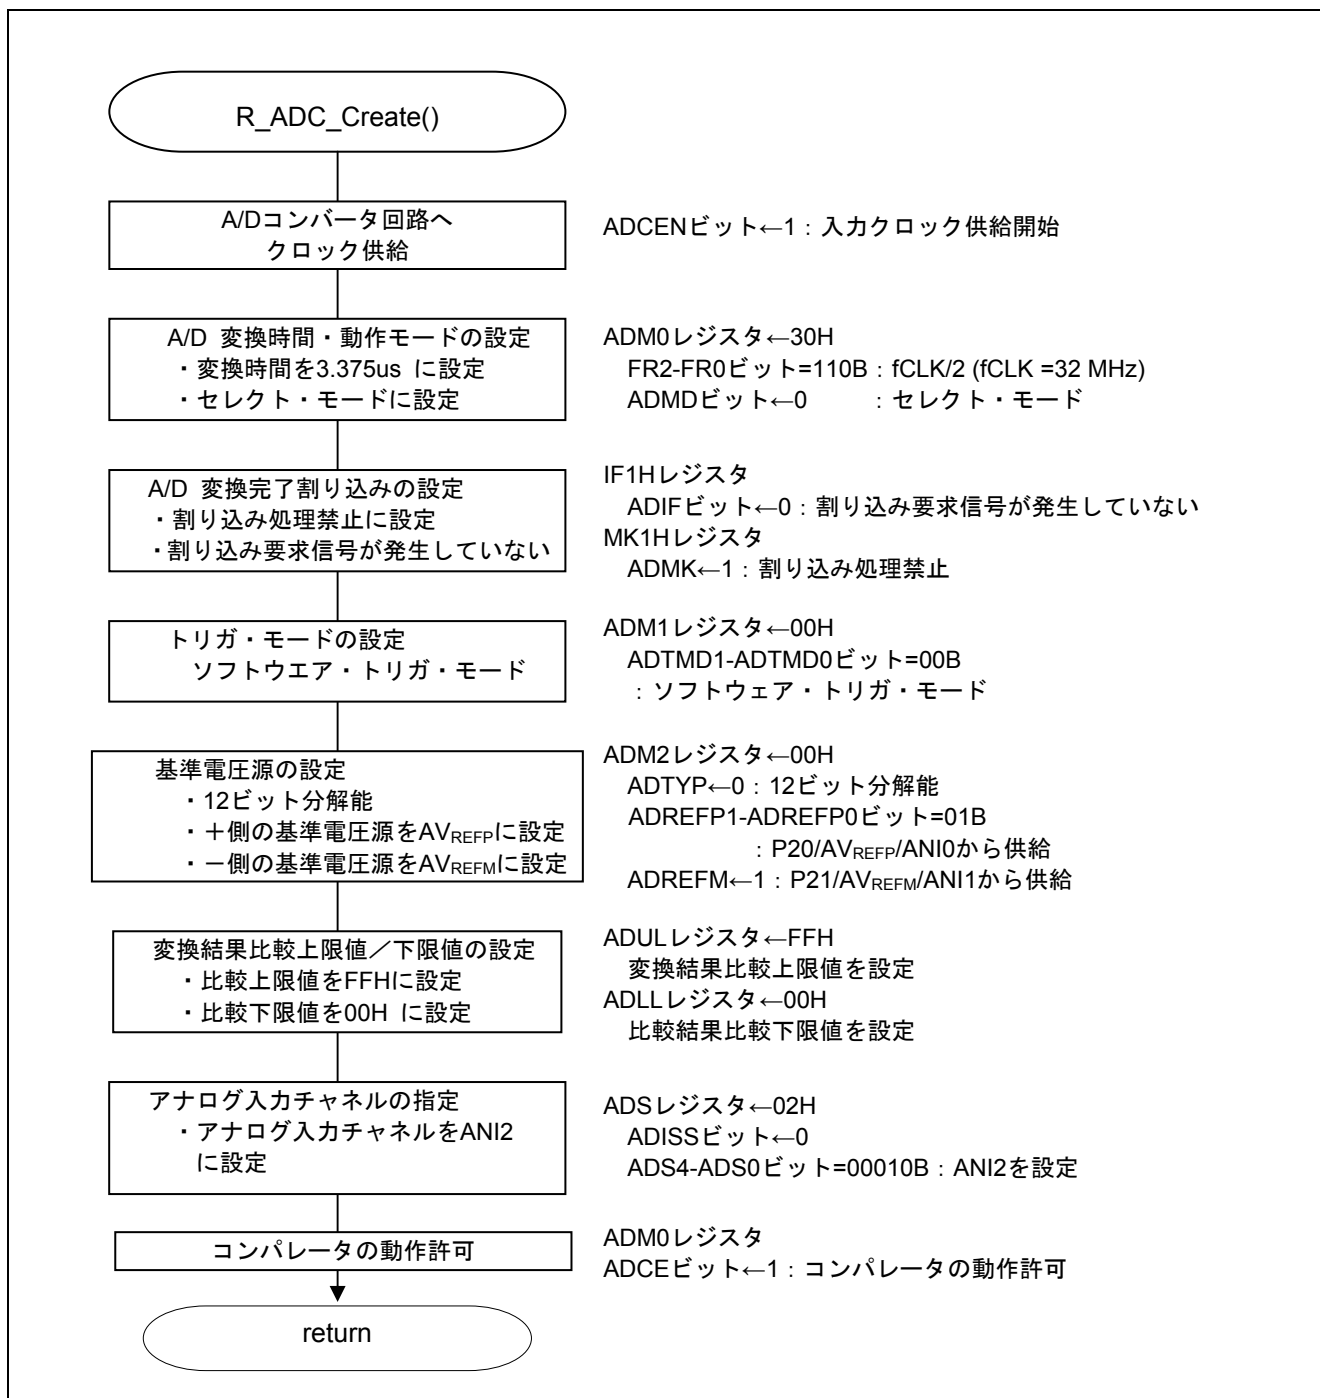 R_ADC_Create()
A/Dコンバータ回路へ
クロック供給
ADCENビット←1：入力クロック供給開始
A/D 変換時間・動作モードの設定
・変換時間を3.375us に設定
・セレクト・モードに設定
ADM0レジスタ←30H
FR2-FR0ビット=110B：fCLK/2 (fCLK =32 MHz)
ADMDビット←0 ：セレクト・モード
A/D 変換完了割り込みの設定
・割り込み処理禁止に設定
・割り込み要求信号が発生していない
IF1Hレジスタ
ADIFビット←0：割り込み要求信号が発生していない
MK1Hレジスタ
ADMK←1：割り込み処理禁止
トリガ・モードの設定
ソフトウエア・トリガ・モード
ADM1レジスタ←00H
ADTMD1-ADTMD0ビット=00B
：ソフトウェア・トリガ・モード
基準電圧源の設定
・12ビット分解能
・＋側の基準電圧源をAVREFPに設定
・－側の基準電圧源をAVREFMに設定
ADM2レジスタ←00H
ADTYP←0：12ビット分解能
ADREFP1-ADREFP0ビット=01B
：P20/AVREFP/ANI0から供給
ADREFM←1：P21/AVREFM/ANI1から供給
変換結果比較上限値／下限値の設定
・比較上限値をFFHに設定
・比較下限値を00H に設定
ADULレジスタ←FFH
変換結果比較上限値を設定
ADLLレジスタ←00H
比較結果比較下限値を設定
アナログ入力チャネルの指定
・アナログ入力チャネルをANI2
に設定
ADSレジスタ←02H
ADISSビット←0
ADS4-ADS0ビット=00010B：ANI2を設定
コンパレータの動作許可
ADM0レジスタ
ADCEビット←1：コンパレータの動作許可
return